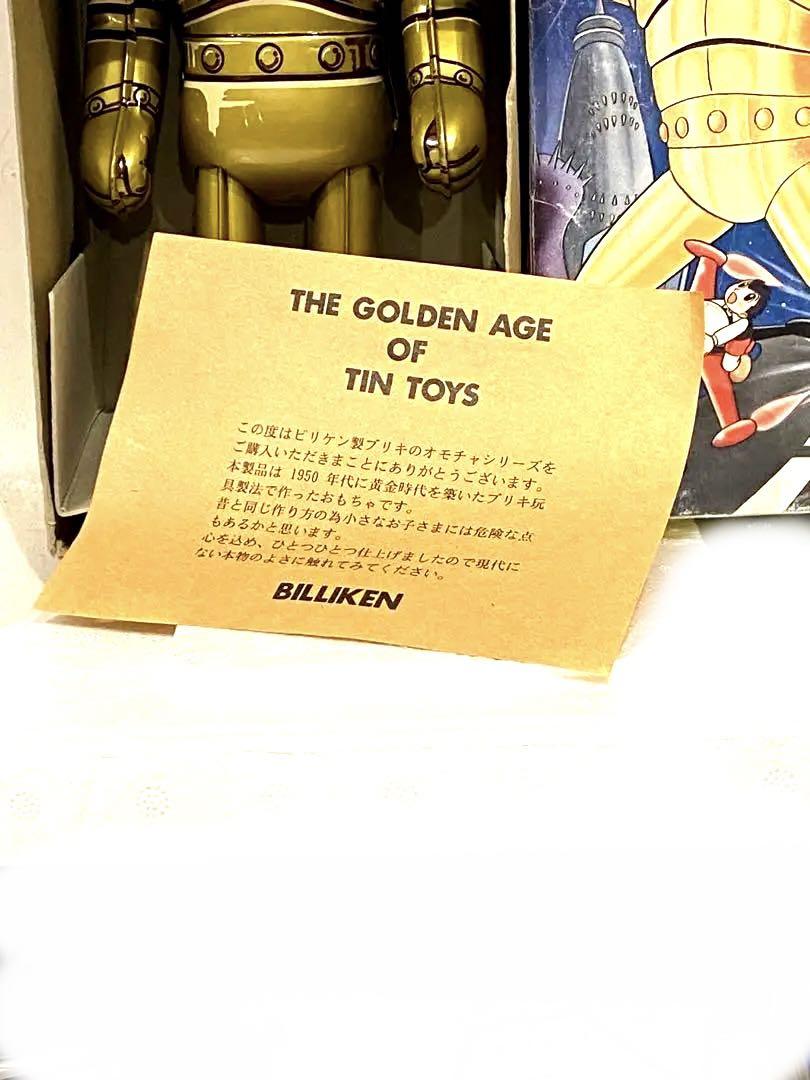 THE GOLDEN AGE
OF
TIN TOYS
この度はビリケン製ブリキのオモチャシリーズを
ご購入いただきまことにありがとうございます。
本製品は 1950 年代に黄金時代を築いたブリキ玩
具製法で作ったおもちゃです。
昔と同じ作り方の為小さなお子さまには危険な点
もあるかと思います。
心を込め、ひとつひとつ仕上げましたので現代に
ない本物のよさに触れてみてください。
BILLIKEN